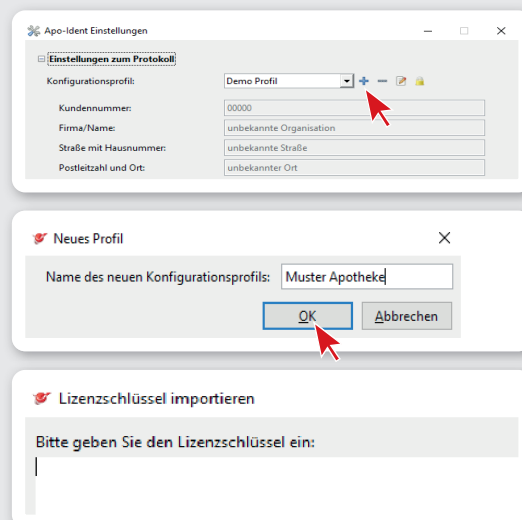 Apo-Ident Einstellungen
Einstellungen zum Protokoll
Konfigurationsprofil: Demo Profil
Kundennummer: 00000
Firma/Name: unbekannte Organisation
Straße mit Hausnummer: unbekannte Straße
Postleitzahl und Ort: unbekannter Ort
Neues Profil
Name des neuen Konfigurationsprofils: Muster Apotheke
OK Abbrechen
Lizenzschlüssel importieren
Bitte geben Sie den Lizenzschlüssel ein: